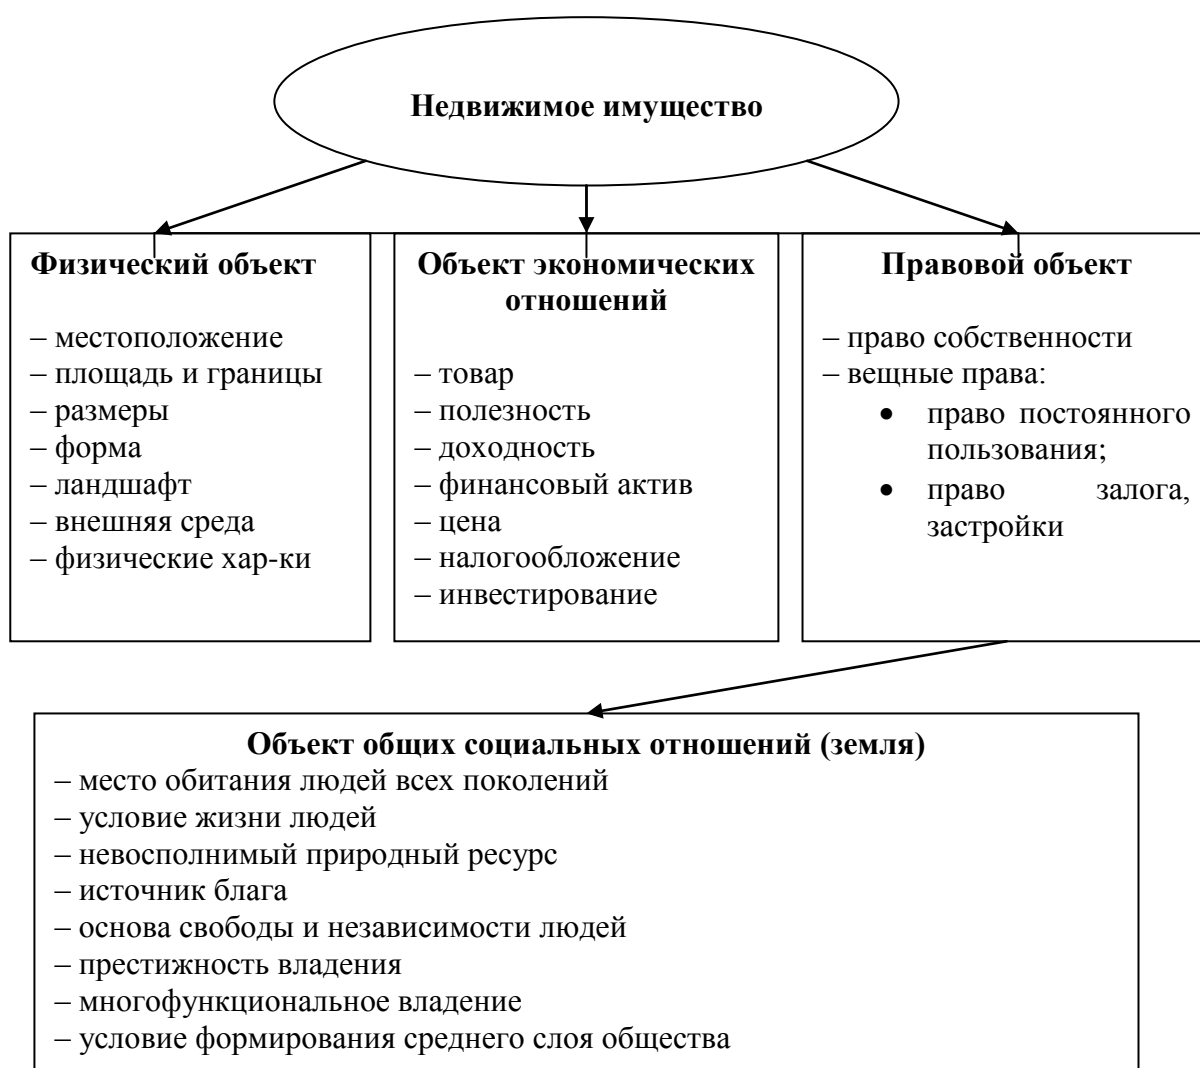 Недвижимое имущество
Физический объект
– местоположение
– площадь и границы
– размеры
– форма
– ландшафт
– внешняя среда
– физические хар-ки
Объект экономических
отношений
– товар
– полезность
– доходность
– финансовый актив
– цена
– налогообложение
– инвестирование
Правовой объект
– право собственности
– вещные права:
• право постоянного
пользования;
• право залога,
застройки
Объект общих социальных отношений (земля)
– место обитания людей всех поколений
– условие жизни людей
– невосполнимый природный ресурс
– источник блага
– основа свободы и независимости людей
– престижность владения
– многофункциональное владение
– условие формирования среднего слоя общества